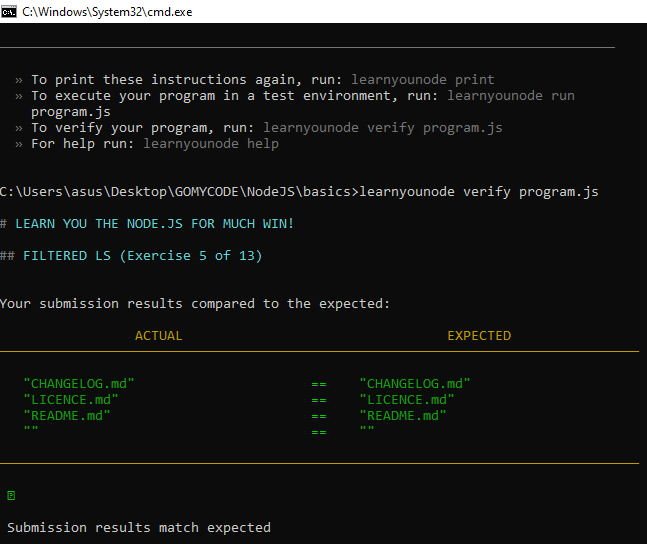 C:\Windows\System32\cmd.exe
» To print these instructions again, run: learnyounode print
» To execute your program in a test environment, run: learnyounode run
program.js
» To verify your program, run: learnyounode verify program.js
» For help run: learnyounode help
C:\Users\asus\Desktop\GOMYCODE\NodeJS\basics>learnyounode verify program.js
# LEARN YOU THE NODE.JS FOR MUCH WIN!
## FILTERED LS (Exercise 5 of 13)
Your submission results compared to the expected:
ACTUAL EXPECTED
"CHANGELOG.md" == "CHANGELOG.md"
"LICENCE.md" == "LICENCE.md"
"README.md" == "README.md"
"" == ""
Submission results match expected